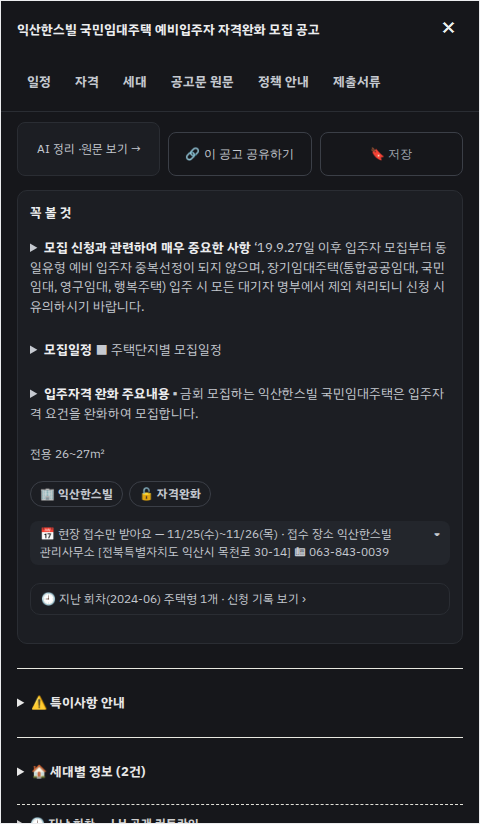 익산한스빌 국민임대주택 예비입주자 자격완화 모집 공고 ✕
일정 자격 세대 공고문 원문 정책 안내 제출서류
AI 정리 ·원문 보기 →
🔗 이 공고 공유하기
🔖 저장
꼭 볼 것
▶ 모집 신청과 관련하여 매우 중요한 사항 ‘19.9.27일 이후 입주자 모집부터 동
일유형 예비 입주자 중복선정이 되지 않으며, 장기임대주택(통합공공임대, 국민
임대, 영구임대, 행복주택) 입주 시 모든 대기자 명부에서 제외 처리되니 신청 시
유의하시기 바랍니다.
▶ 모집일정 ■ 주택단지별 모집일정
▶ 입주자격 완화 주요내용 ▪ 금회 모집하는 익산한스빌 국민임대주택은 입주자
격 요건을 완화하여 모집합니다.
전용 26~27m²
🏢 익산한스빌 🔓 자격완화
📅 현장 접수만 받아요 — 11/25(수)~11/26(목) · 접수 장소 익산한스빌
관리사무소 [전북특별자치도 익산시 목천로 30-14] ☎ 063-843-0039
🕘 지난 회차(2024-06) 주택형 1개 · 신청 기록 보기 ›
▶ ⚠️ 특이사항 안내
▶ 🏠 세대별 정보 (2건)